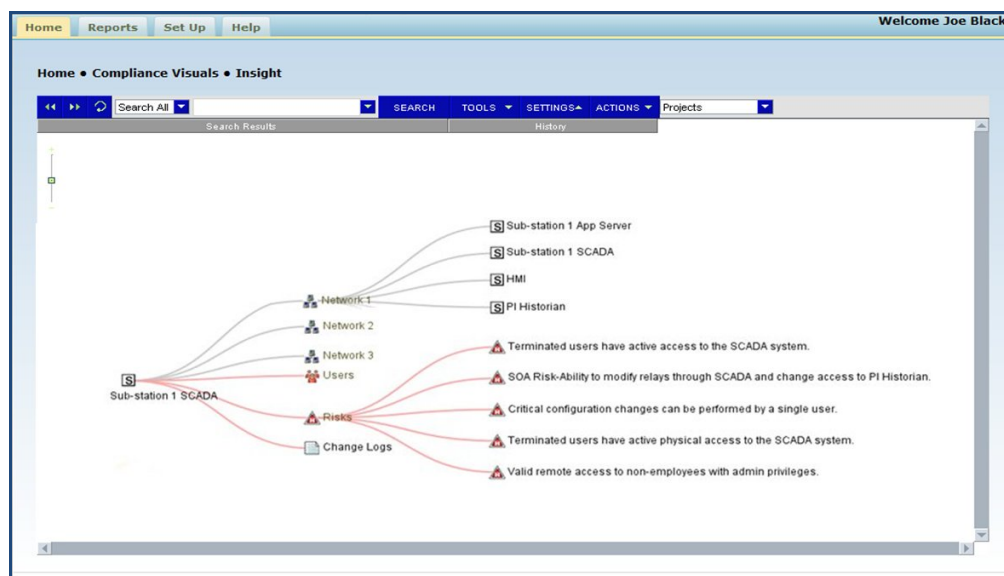 Home Reports Set Up Help
Welcome Joe Black
Home ● Compliance Visuals ● Insight
Search All SEARCH TOOLS SETTINGS ACTIONS Projects
Search Results History
S Sub-station 1 App Server
S Sub-station 1 SCADA
S HMI
Network 1
S PI Historian
Network 2
Terminated users have active access to the SCADA system.
Network 3
Users
SOA Risk-Ability to modify relays through SCADA and change access to PI Historian.
S
Sub-station 1 SCADA
Critical configuration changes can be performed by a single user.
Risks
Terminated users have active physical access to the SCADA system.
Change Logs
Valid remote access to non-employees with admin privileges.